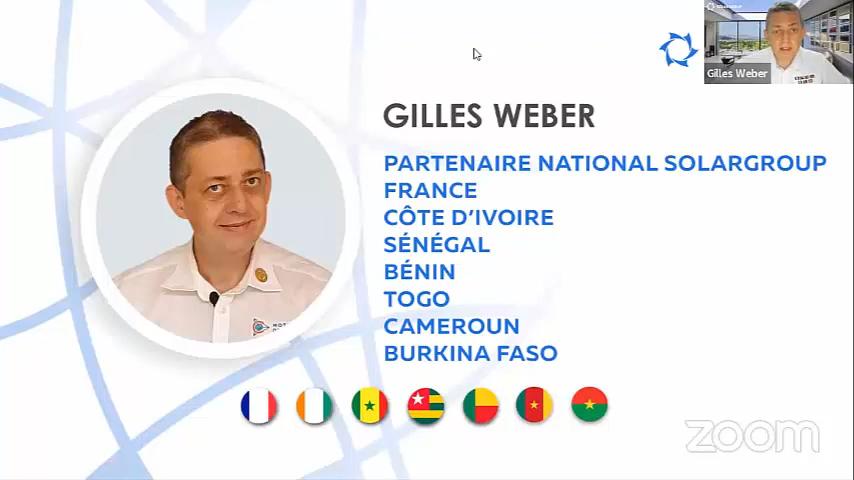 Gilles Weber
GILLES WEBER
PARTENAIRE NATIONAL SOLARGROUP
FRANCE
CÔTE D'IVOIRE
SÉNÉGAL
BÉNIN
TOGO
CAMEROUN
BURKINA FASO
zoom